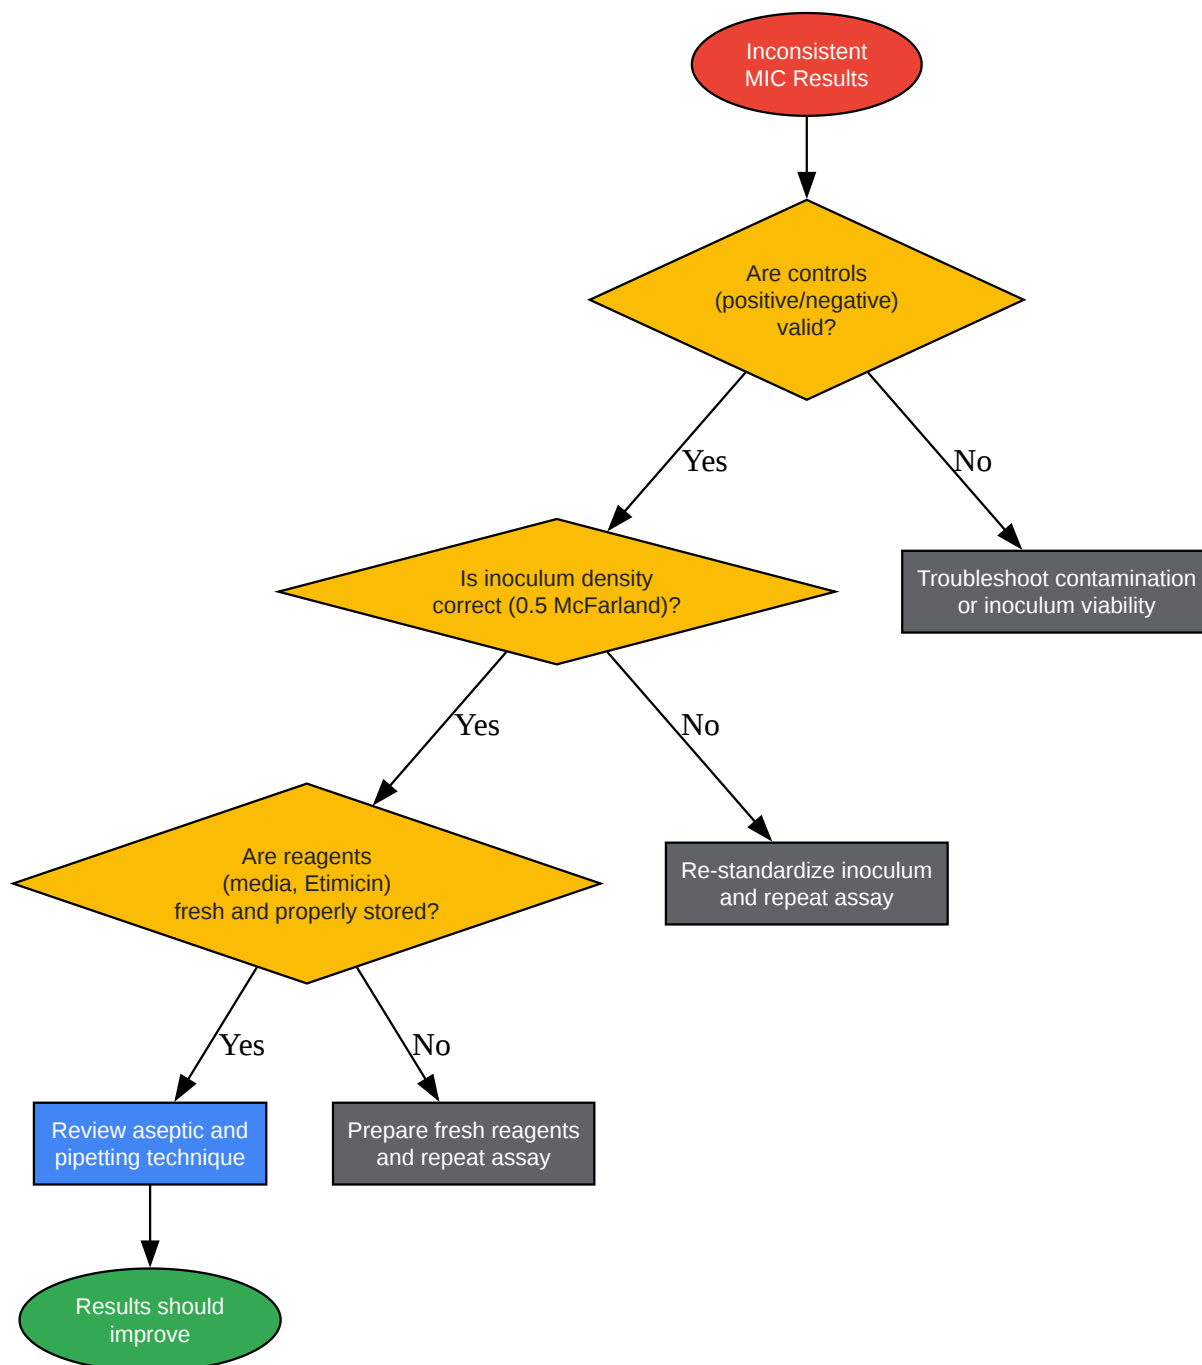 Inconsistent
MIC Results
Are controls
(positive/negative)
valid?
Yes
No
Is inoculum density
correct (0.5 McFarland)?
Troubleshoot contamination
or inoculum viability
Yes
No
Are reagents
(media, Etimicin)
fresh and properly stored?
Re-standardize inoculum
and repeat assay
Yes
No
Review aseptic and
pipetting technique
Prepare fresh reagents
and repeat assay
Results should
improve